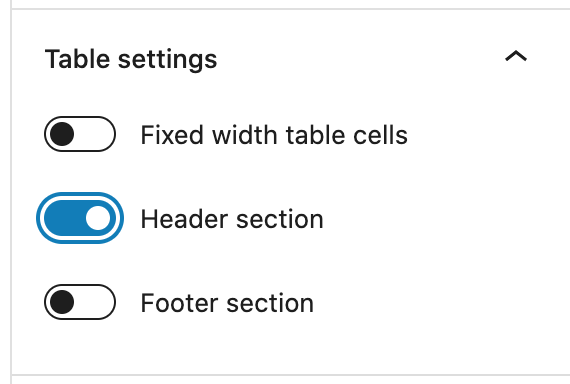 Table settings
Fixed width table cells
Header section
Footer section